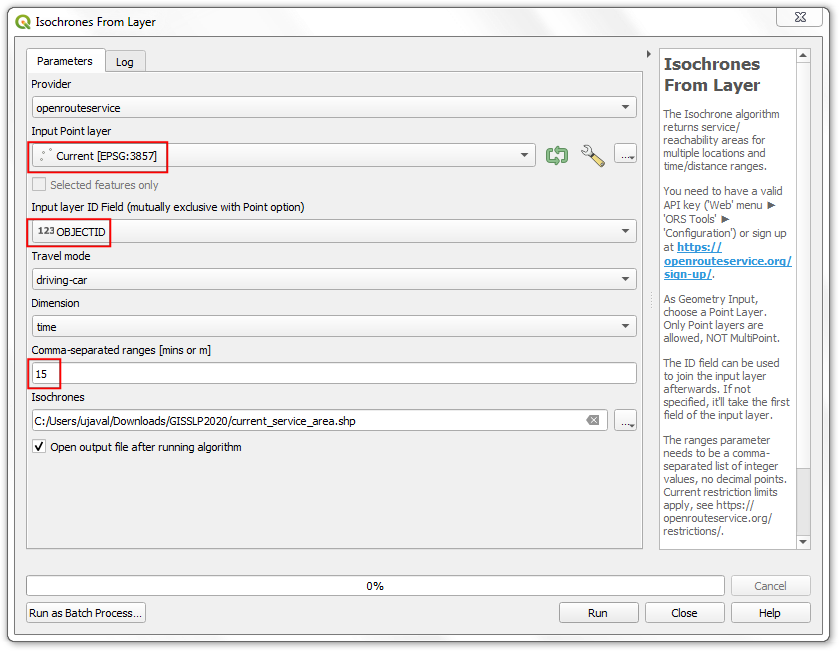 Isochrones From Layer
Parameters
Log
Provider
openrouteservice
Input Point layer
Current [EPSG:3857]
...
Selected features only
Input layer ID Field (mutually exclusive with Point option)
123 OBJECTID
Travel mode
driving-car
Dimension
time
Comma-separated ranges [mins or m]
15
Isochrones
C:/Users/ujaval/Downloads/GISSLP2020/current_service_area.shp
...
Open output file after running algorithm
Isochrones
From Layer
The Isochrone algorithm
returns service/
reachability areas for
multiple locations and
time/distance ranges.
You need to have a valid
API key ('Web' menu ►
'ORS Tools' ►
'Configuration') or sign up
at https://
openrouteservice.org/
sign-up/.
As Geometry Input,
choose a Point Layer.
Only Point layers are
allowed, NOT MultiPoint.
The ID field can be used
to join the input layer
afterwards. If not
specified, it'll take the first
field of the input layer.
The ranges parameter
needs to be a comma-
separated list of integer
values, no decimal points.
Current restriction limits
apply, see https://
openrouteservice.org/
restrictions/.
0%
Cancel
Run as Batch Process...
Run
Close
Help